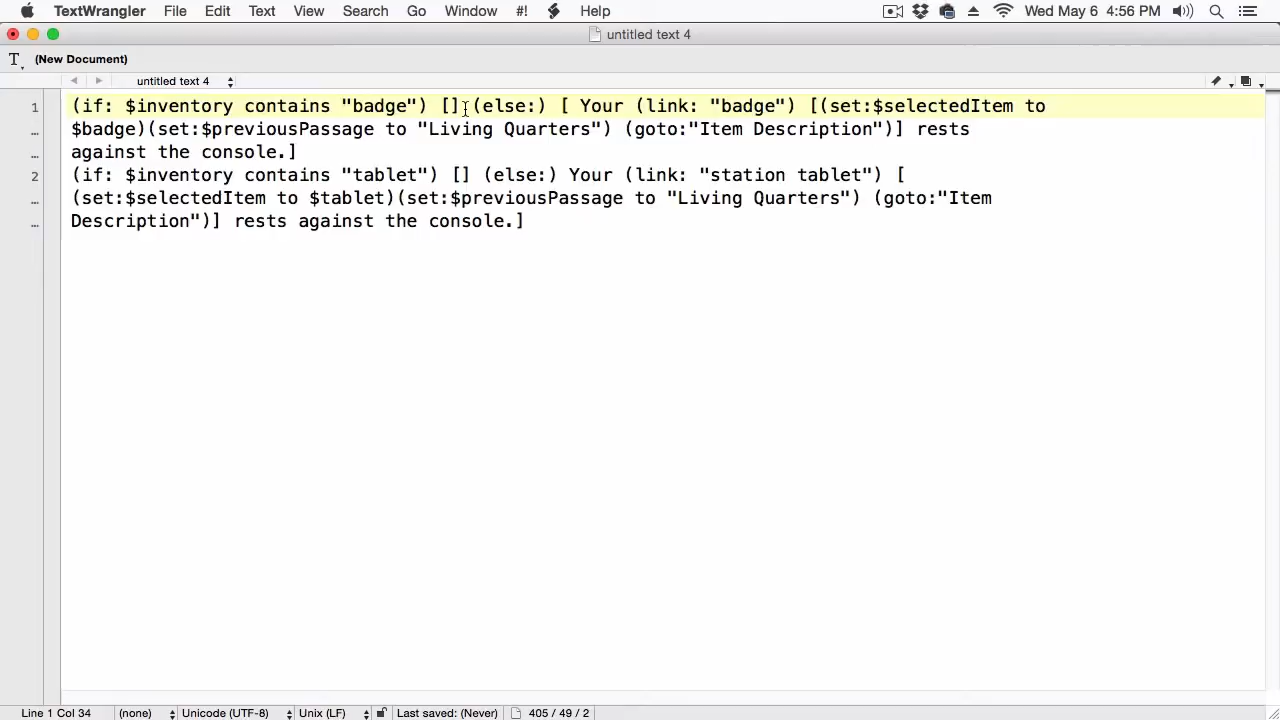 TextWrangler File Edit Text View Search Go Window #! Help Wed May 6 4:56 PM
untitled text 4
T. (New Document)
untitled text 4
1 (if: $inventory contains "badge") [] (else:) [ Your (link: "badge") [(set:$selectedItem to
… $badge)(set:$previousPassage to "Living Quarters") (goto:"Item Description")] rests
… against the console.]
2 (if: $inventory contains "tablet") [] (else:) Your (link: "station tablet") [
… (set:$selectedItem to $tablet)(set:$previousPassage to "Living Quarters") (goto:"Item
… Description")] rests against the console.]
Line 1 Col 34 (none) Unicode (UTF-8) Unix (LF) Last saved: (Never) 405 / 49 / 2